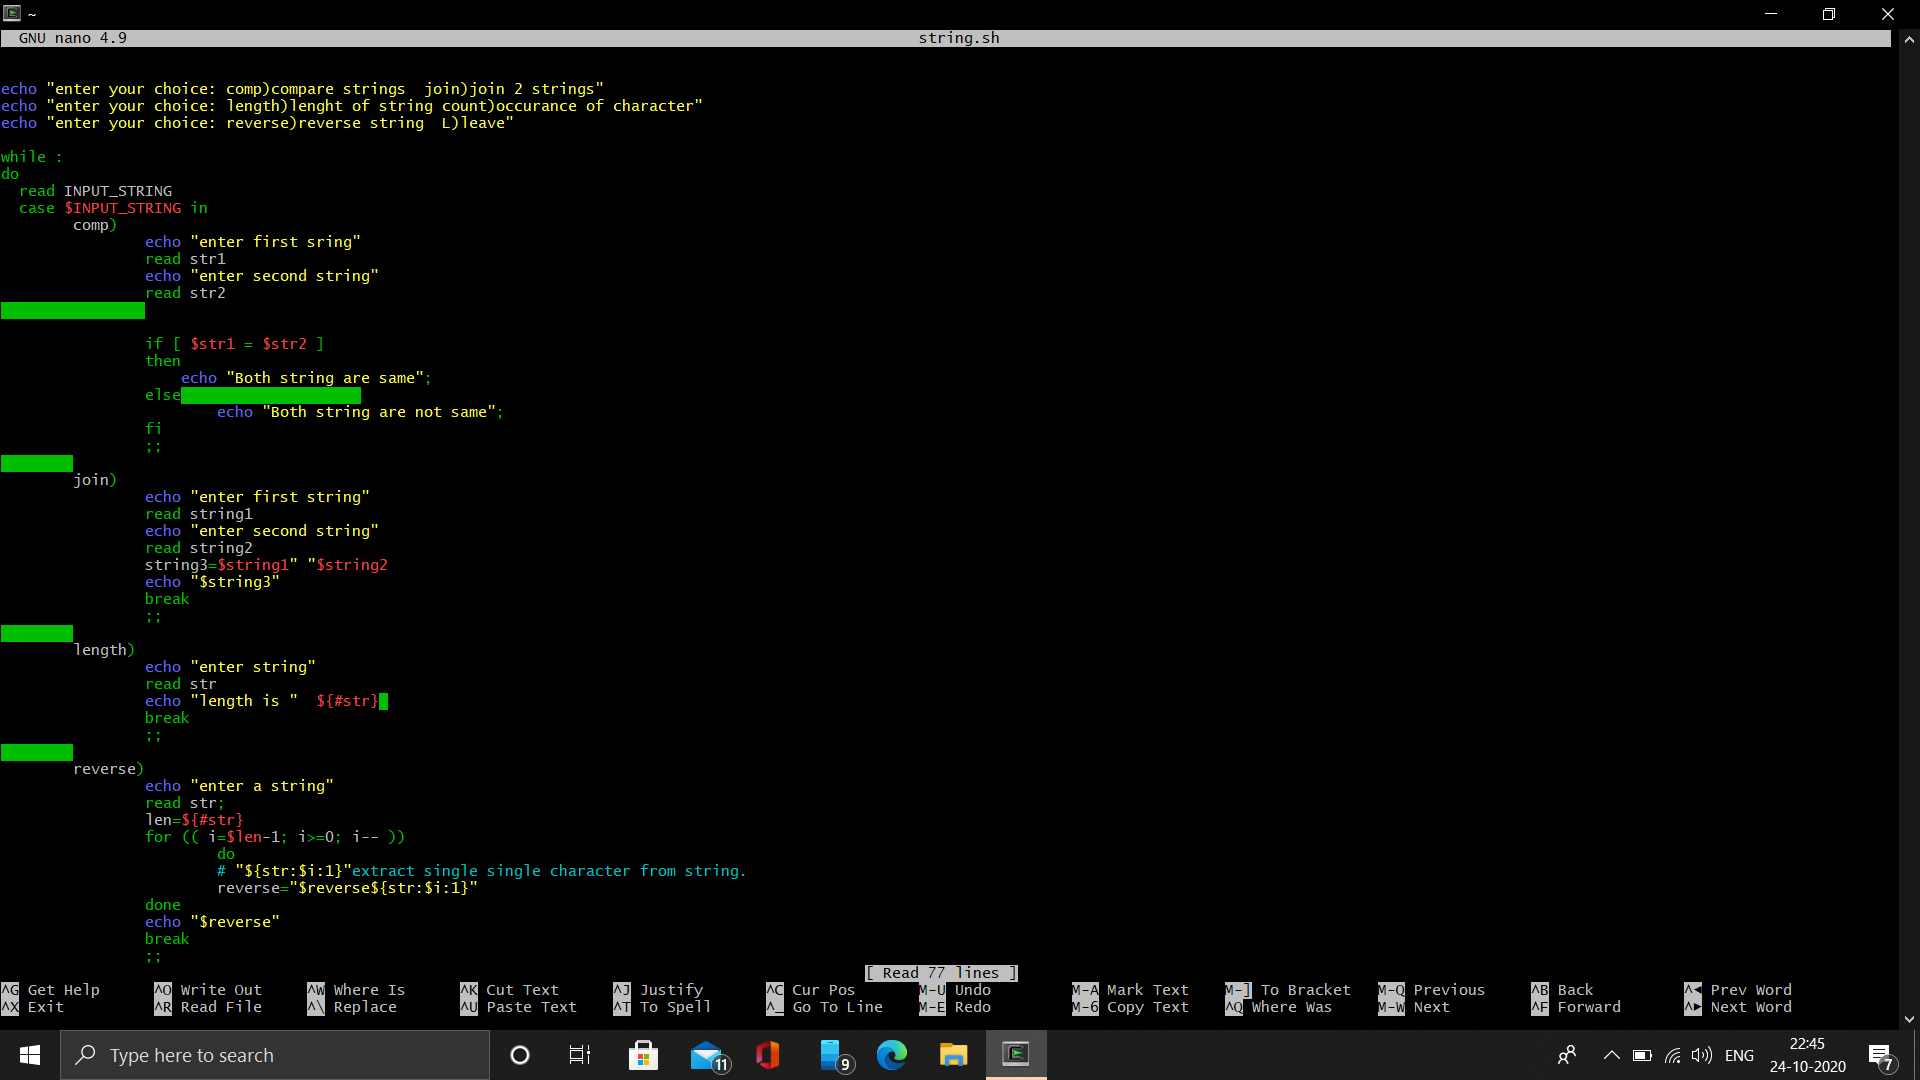 ~
GNU nano 4.9 string.sh
echo "enter your choice: comp)compare strings  join)join 2 strings"
echo "enter your choice: length)lenght of string count)occurance of character"
echo "enter your choice: reverse)reverse string  L)leave"
while :
do
read INPUT_STRING
case $INPUT_STRING in
comp)
echo "enter first sring"
read str1
echo "enter second string"
read str2
if [ $str1 = $str2 ]
then
echo "Both string are same";
else
echo "Both string are not same";
fi
;;
join)
echo "enter first string"
read string1
echo "enter second string"
read string2
string3=$string1" "$string2
echo "$string3"
break
;;
length)
echo "enter string"
read str
echo "length is "  ${#str}
break
;;
reverse)
echo "enter a string"
read str;
len=${#str}
for (( i=$len-1; i>=0; i-- ))
do
# "${str:$i:1}"extract single single character from string.
reverse="$reverse${str:$i:1}"
done
echo "$reverse"
break
;;
[ Read 77 lines ]
^G Get Help ^O Write Out ^W Where Is ^K Cut Text ^J Justify ^C Cur Pos M-U Undo M-A Mark Text M-] To Bracket M-Q Previous ^B Back ^◄ Prev Word
^X Exit ^R Read File ^\ Replace ^U Paste Text ^T To Spell ^_ Go To Line M-E Redo M-6 Copy Text ^Q Where Was M-W Next ^F Forward ^► Next Word
Type here to search 11 9 ENG 22:45
24-10-2020 7